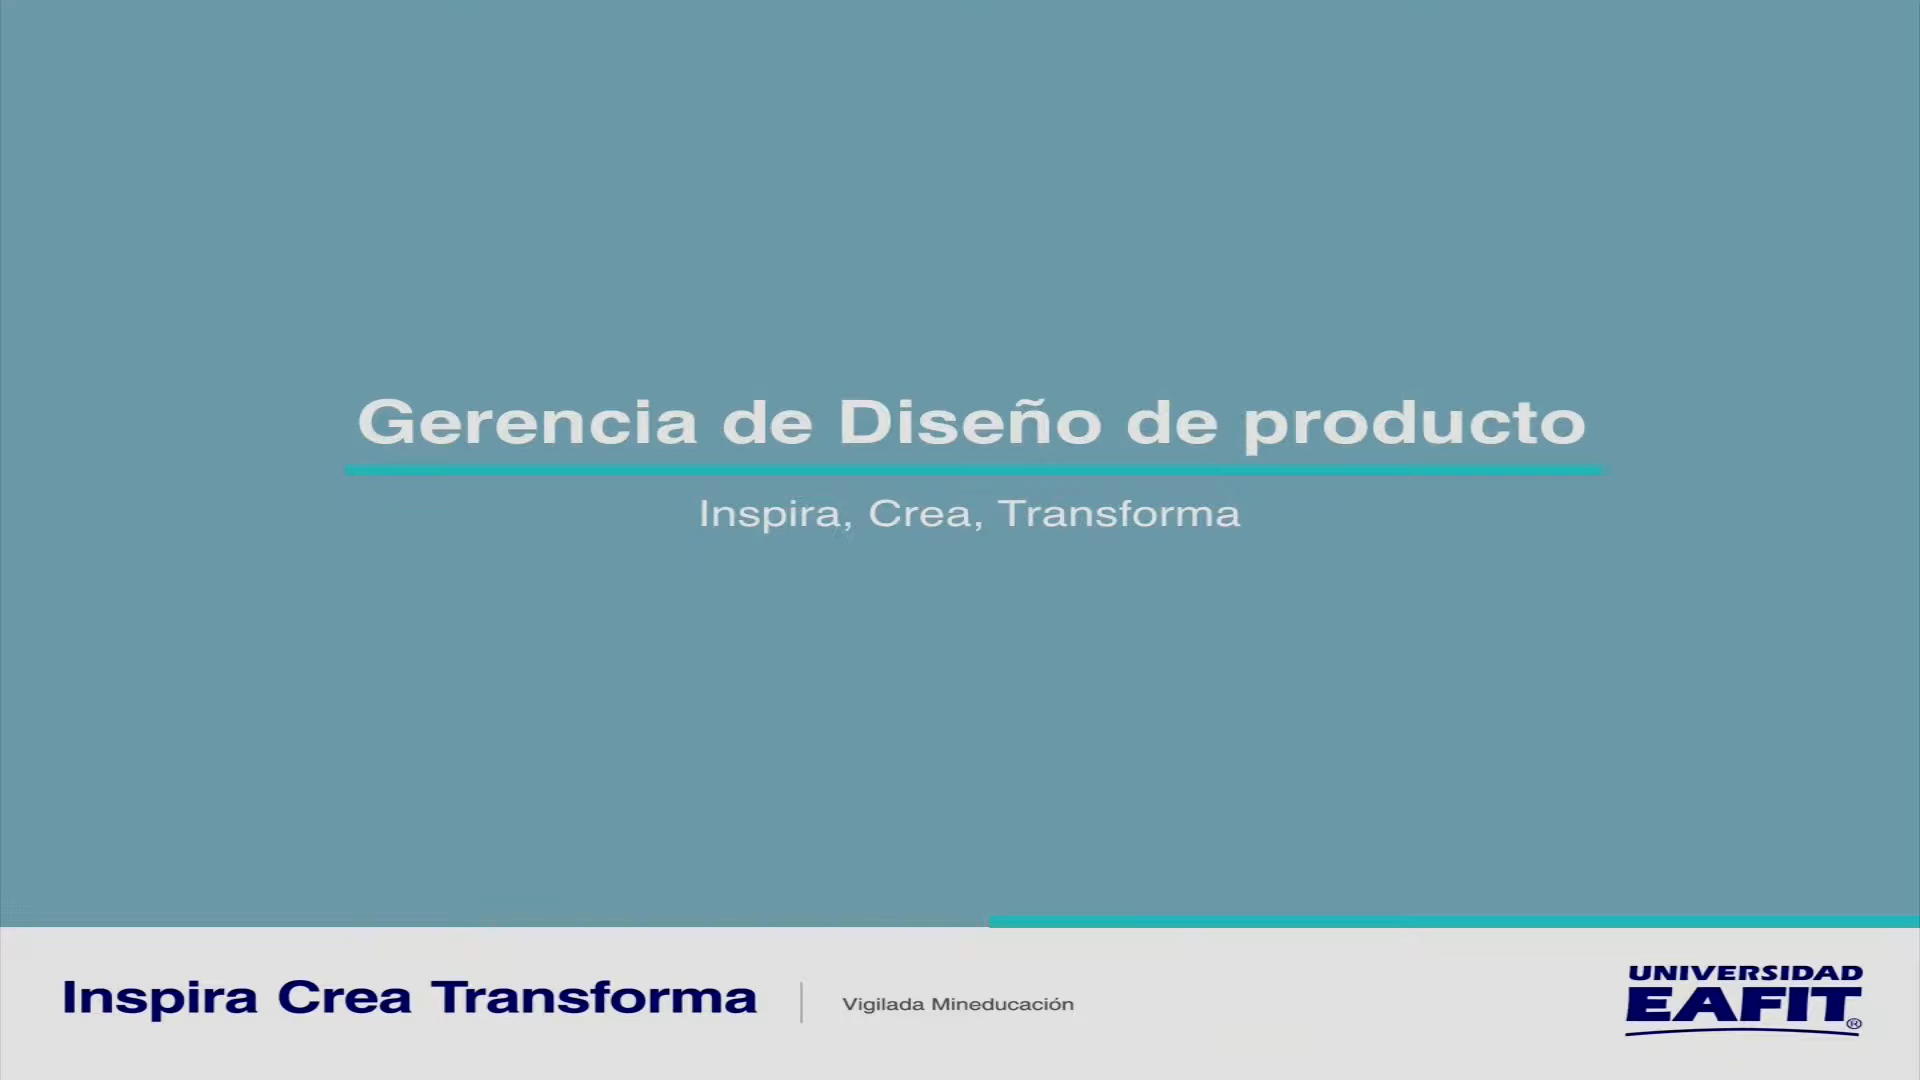 Gerencia de Diseño de producto
Inspira, Crea, Transforma
Inspira Crea Transforma
Vigilada Mineducación
UNIVERSIDAD
EAFIT®